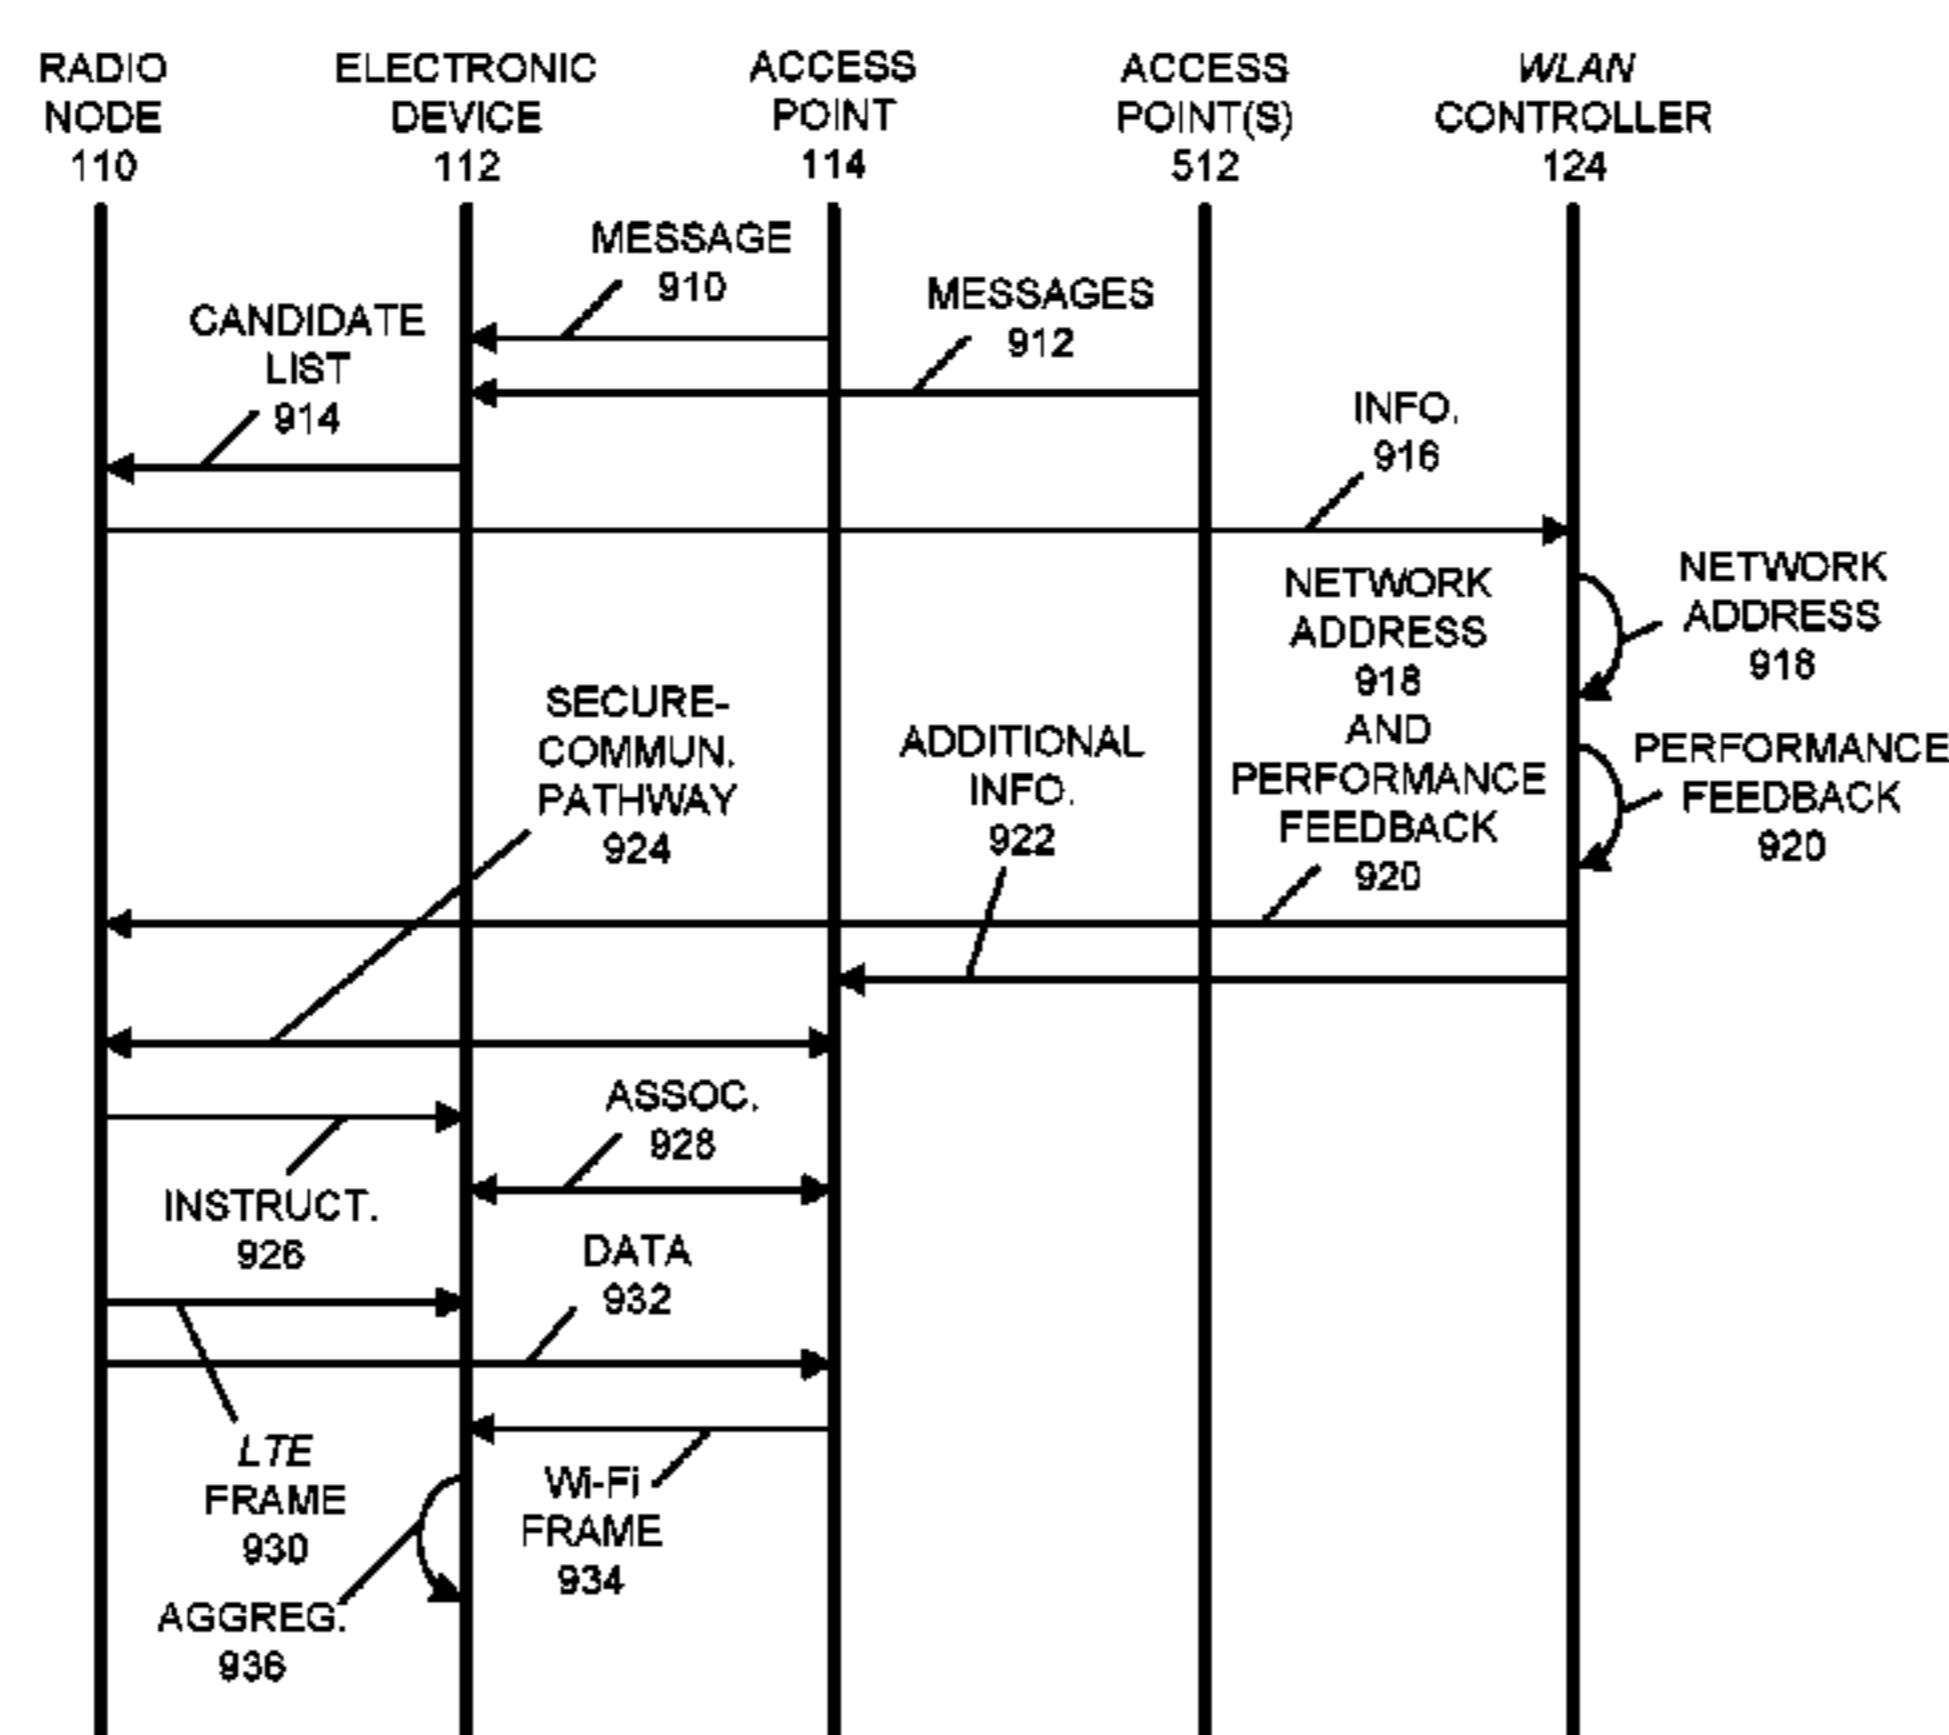 RADIO
NODE
110
ELECTRONIC
DEVICE
112
ACCESS
POINT
114
ACCESS
POINT(S)
512
WLAN
CONTROLLER
124
MESSAGE
910
MESSAGES
912
CANDIDATE
LIST
914
INFO.
916
NETWORK
ADDRESS
918
NETWORK
ADDRESS
918
AND
PERFORMANCE
FEEDBACK
920
PERFORMANCE
FEEDBACK
920
SECURE-
COMMUN.
PATHWAY
924
ADDITIONAL
INFO.
922
ASSOC.
928
INSTRUCT.
926
DATA
932
LTE
FRAME
930
Wi-Fi
FRAME
934
AGGREG.
936